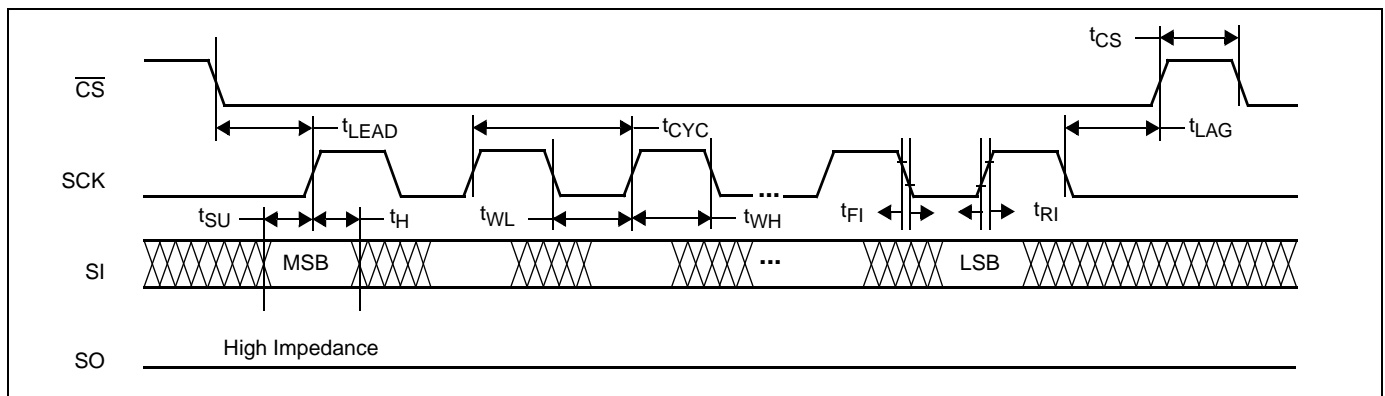 tCS
CS
tLEAD
tCYC
tLAG
SCK
...
tSU
tH
tWL
tWH
tFI
tRI
SI
MSB
...
LSB
High Impedance
SO